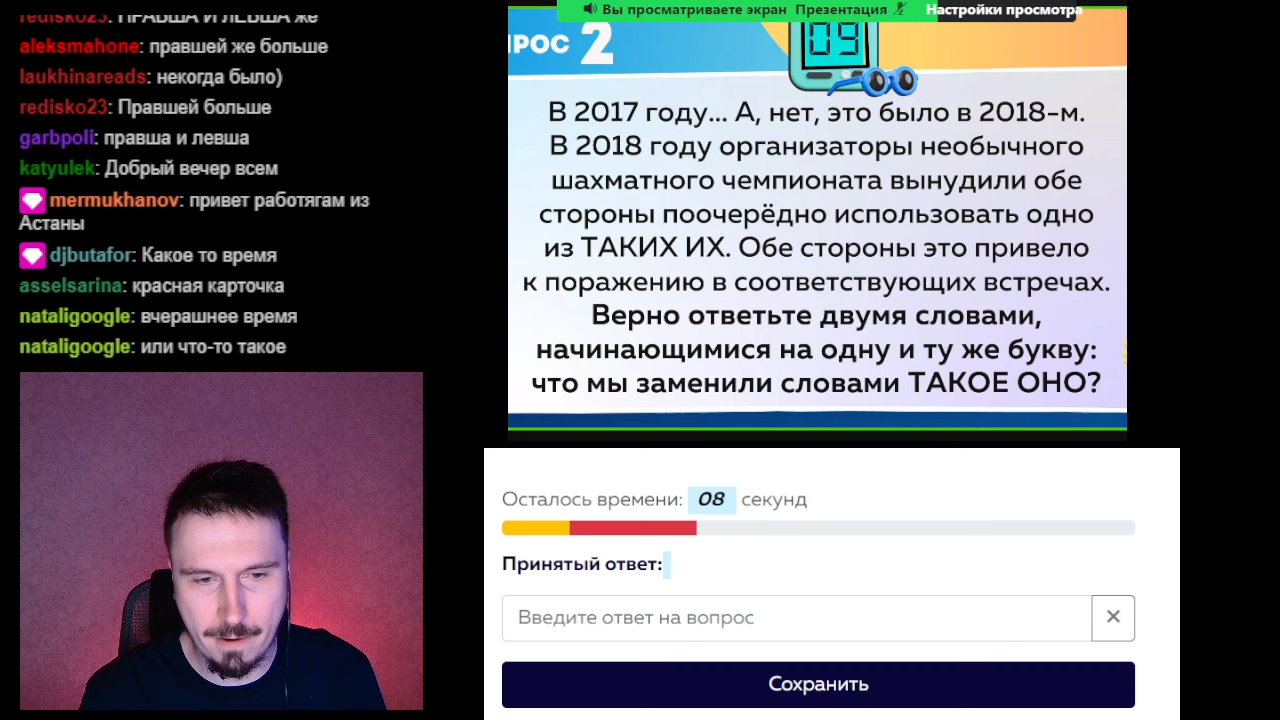 redisko23: ПРАВША И ЛЕВША же
aleksmahone: правшей же больше
laukhinareads: некогда было)
redisko23: Правшей больше
garbpoli: правша и левша
katyulek: Добрый вечер всем
mermukhanov: привет работягам из
Астаны
djbutafor: Какое то время
asselsarina: красная карточка
nataligoogle: вчерашнее время
nataligoogle: или что-то такое
Вы просматриваете экран Презентация
Настройки просмотра
ПРОС 2
09
В 2017 году... А, нет, это было в 2018-м.
В 2018 году организаторы необычного
шахматного чемпионата вынудили обе
стороны поочерёдно использовать одно
из ТАКИХ ИХ. Обе стороны это привело
к поражению в соответствующих встречах.
Верно ответьте двумя словами,
начинающимися на одну и ту же букву:
что мы заменили словами ТАКОЕ ОНО?
Осталось времени: 08 секунд
Принятый ответ:
Введите ответ на вопрос
Сохранить